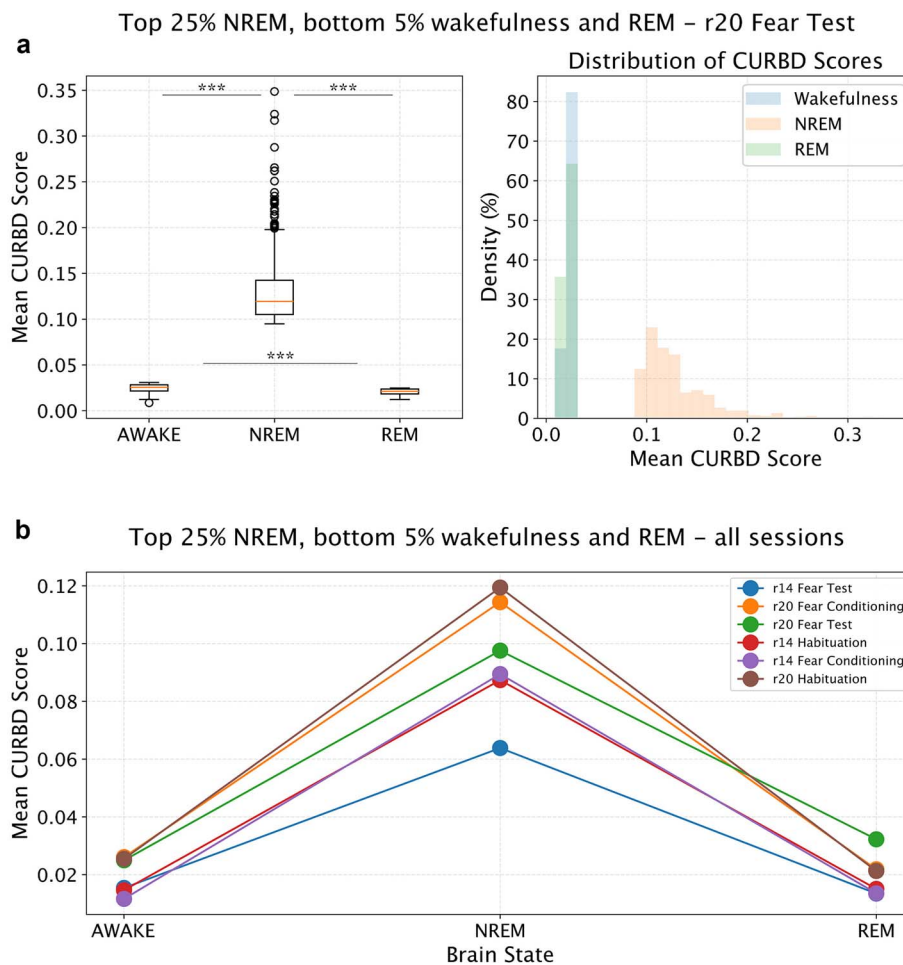 Top 25% NREM, bottom 5% wakefulness and REM – r20 Fear Test
a
Mean CURBD Score
0.35
0.30
0.25
0.20
0.15
0.10
0.05
0.00
***
***
***
AWAKE
NREM
REM
Distribution of CURBD Scores
Density (%)
80
70
60
50
40
30
20
10
0
Wakefulness
NREM
REM
0.0
0.1
0.2
0.3
Mean CURBD Score
b
Top 25% NREM, bottom 5% wakefulness and REM – all sessions
Mean CURBD Score
0.12
0.10
0.08
0.06
0.04
0.02
r14 Fear Test
r20 Fear Conditioning
r20 Fear Test
r14 Habituation
r14 Fear Conditioning
r20 Habituation
AWAKE
NREM
REM
Brain State